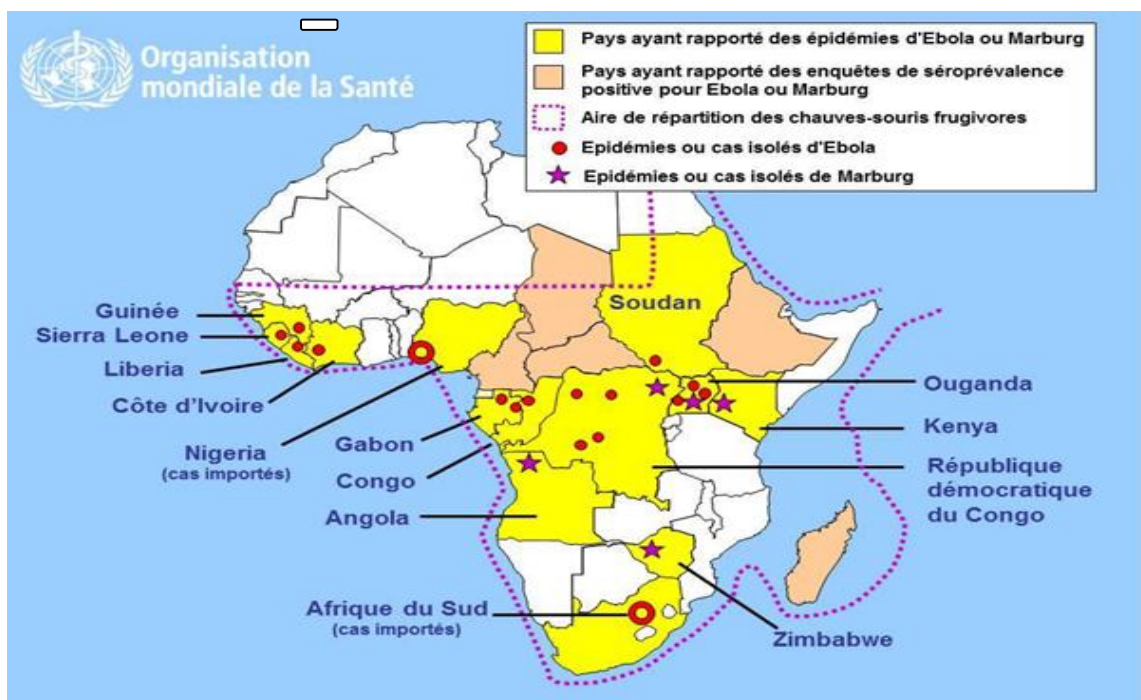 Organisation
mondiale de la Santé
Pays ayant rapporté des épidémies d'Ebola ou Marburg
Pays ayant rapporté des enquêtes de séroprévalence
positive pour Ebola ou Marburg
Aire de répartition des chauves-souris frugivores
Epidémies ou cas isolés d'Ebola
Epidémies ou cas isolés de Marburg
Guinée
Sierra Leone
Liberia
Côte d'Ivoire
Nigeria
(cas importés)
Gabon
Congo
Angola
Afrique du Sud
(cas importés)
Soudan
Ouganda
Kenya
République
démocratique
du Congo
Zimbabwe